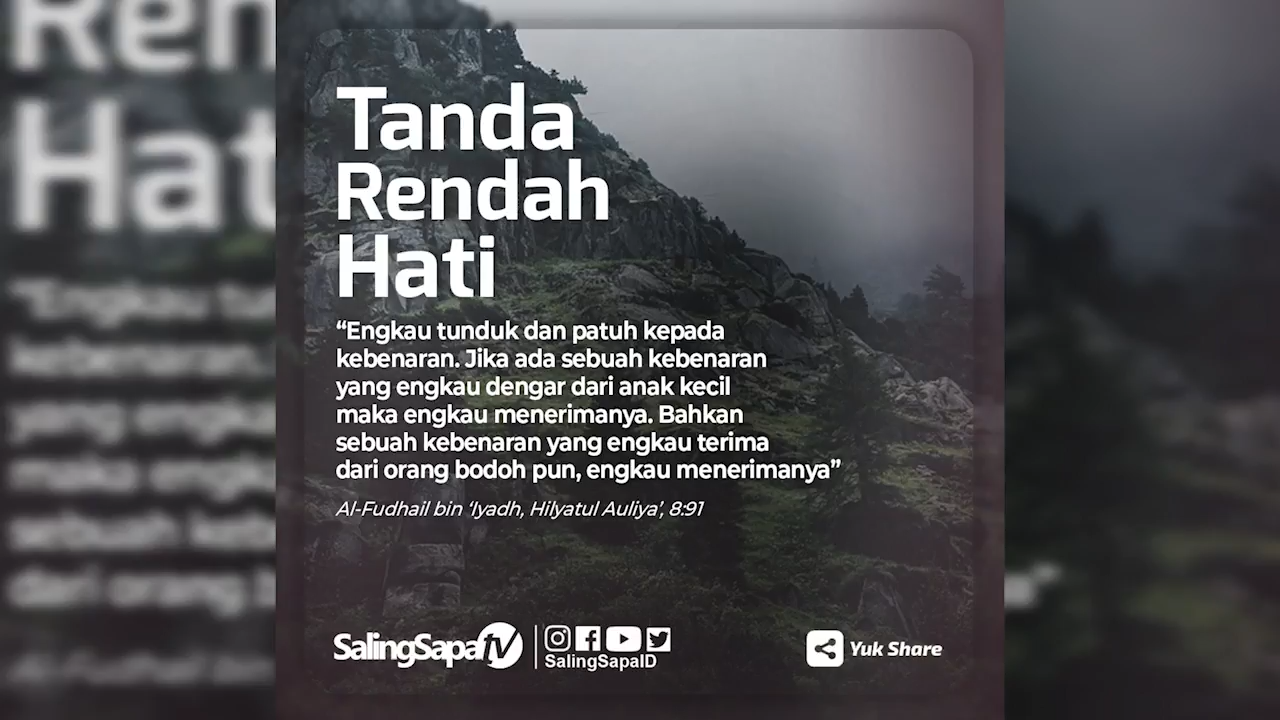 Tanda
Rendah
Hati
“Engkau tunduk dan patuh kepada
kebenaran. Jika ada sebuah kebenaran
yang engkau dengar dari anak kecil
maka engkau menerimanya. Bahkan
sebuah kebenaran yang engkau terima
dari orang bodoh pun, engkau menerimanya”
Al-Fudhail bin ‘Iyadh, Hilyatul Auliya’, 8:91
SalingSapa tv
SalingSapaID
Yuk Share